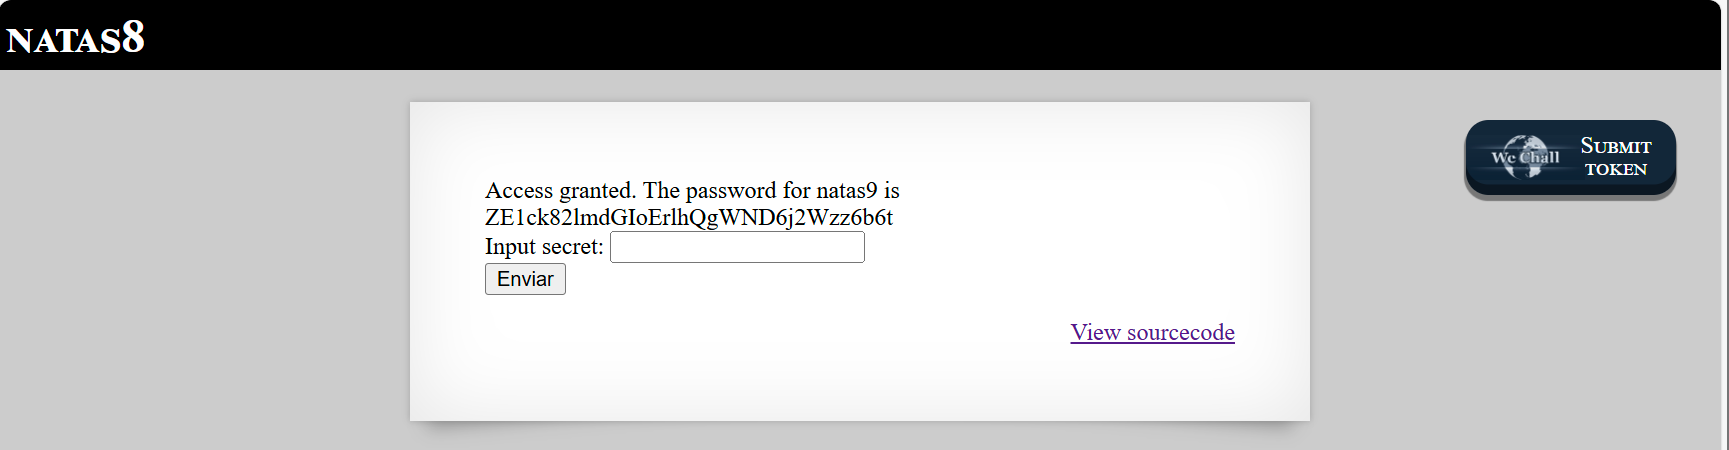 NATAS8
We Chall
SUBMIT
TOKEN
Access granted. The password for natas9 is
ZE1ck82lmdGIoErlhQgWND6j2Wzz6b6t
Input secret:
Enviar
View sourcecode